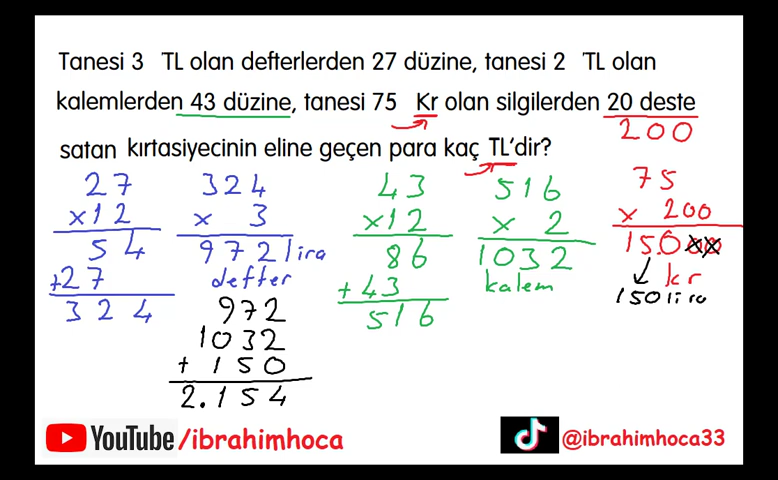 Tanesi 3 TL olan defterlerden 27 düzine, tanesi 2 TL olan
kalemlerden 43 düzine, tanesi 75 Kr olan silgilerden 20 deste
200
satan kırtasiyecinin eline geçen para kaç TL'dir?
27
x12
54
+27
324
324
x 3
972 lira
defter
972
1032
+ 150
2.154
43
x12
86
+43
516
516
x 2
1032
kalem
75
x 200
15.000
kr
150 lira
YouTube /ibrahimhoca
@ibrahimhoca33